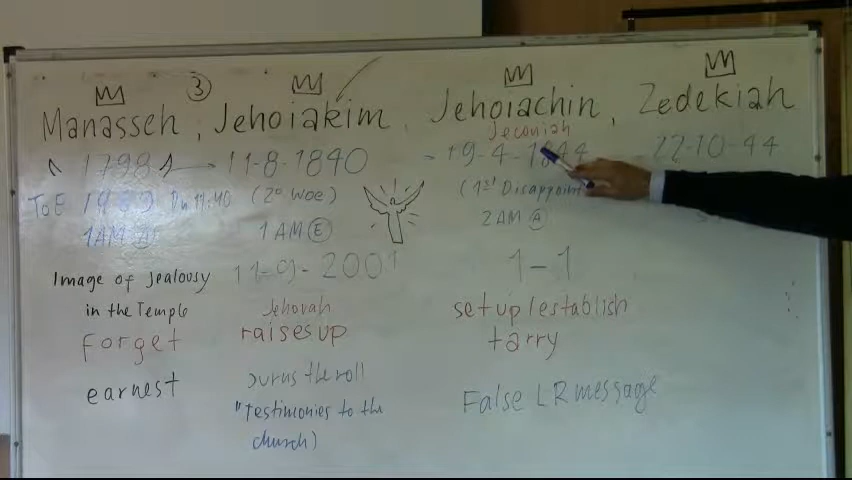 ③
Manasseh, Jehoiakim, Jehoiachin, Zedekiah
Jeconiah
1798 11-8-1840 - 19-4-1844 22-10-44
ToE 1989 Dn 11:40 (2º WOE) (1st Disappoin
1AM A 1AM E 2AM A
Image of Jealousy 11-9-2001 1-1
in the Temple Jehovah set up/establish
forget raises up tarry
earnest burns the roll False LR message
"Testimonies to the
church)